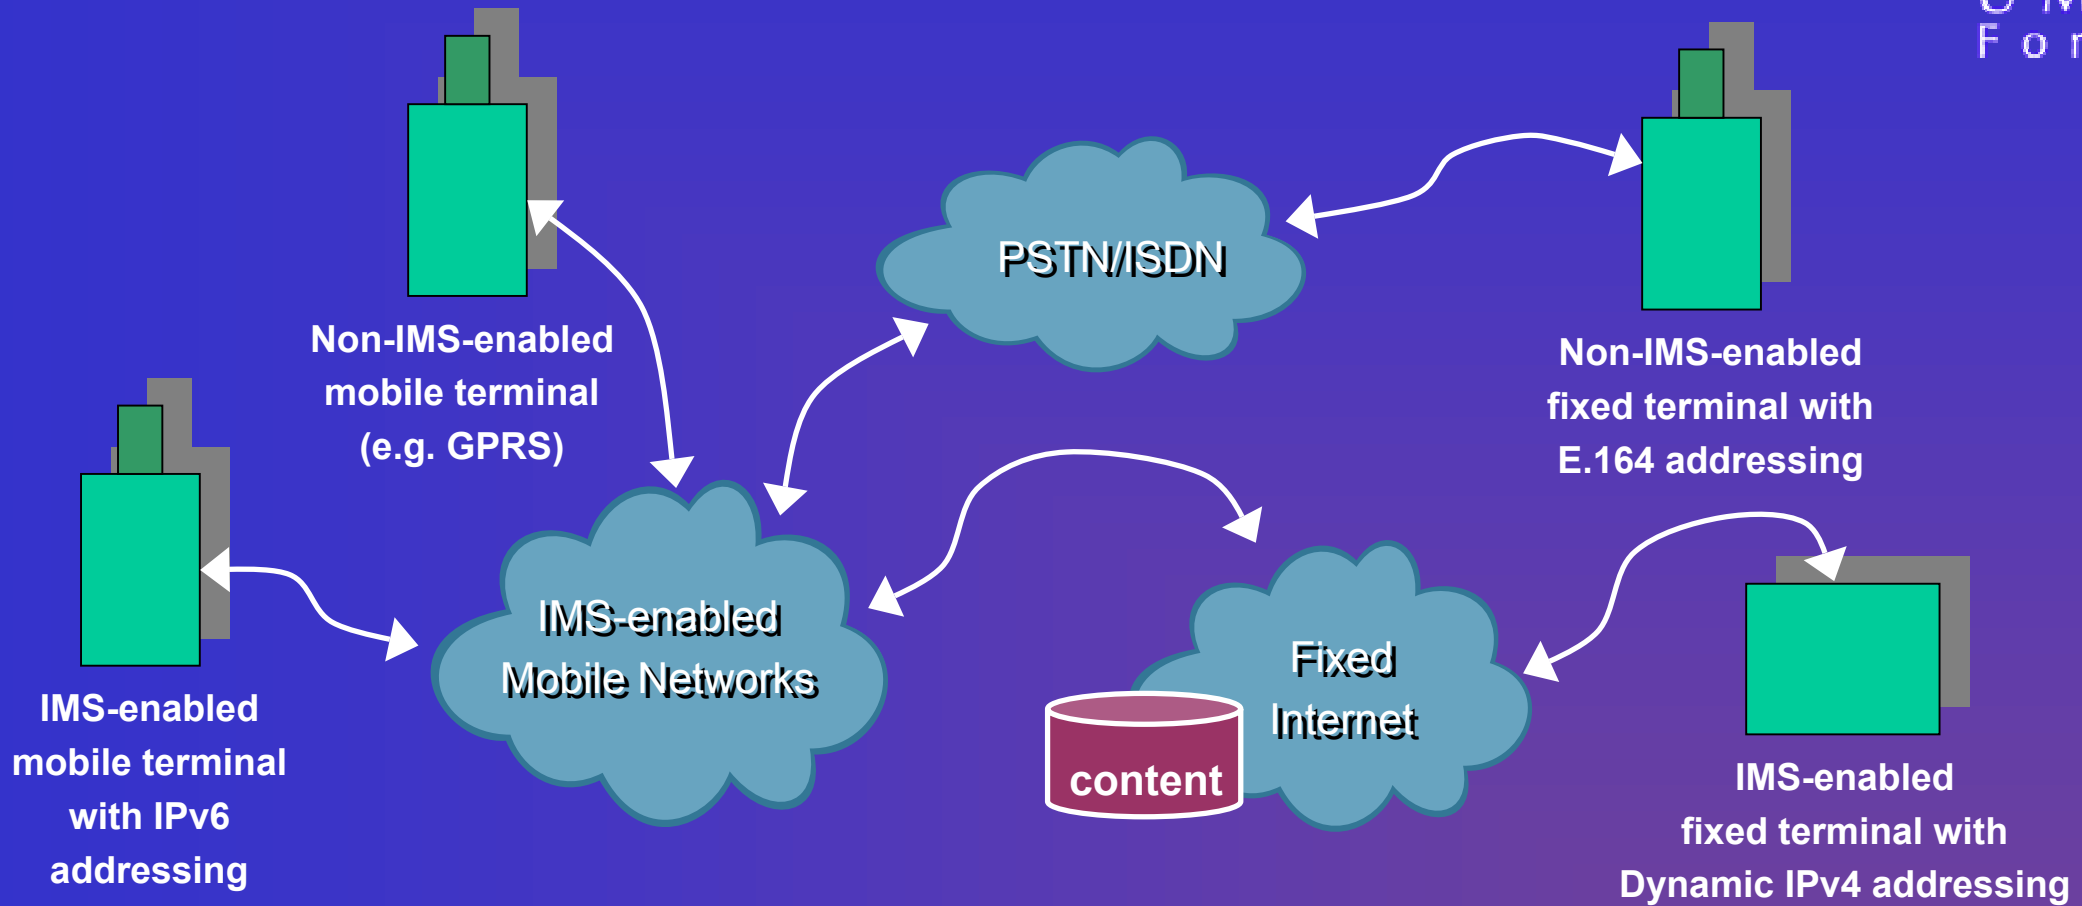 Non-IMS-enabled
mobile terminal
(e.g. GPRS)
PSTN/ISDN
Non-IMS-enabled
fixed terminal with
E.164 addressing
IMS-enabled
mobile terminal
with IPv6
addressing
IMS-enabled
Mobile Networks
Fixed
Internet
content
IMS-enabled
fixed terminal with
Dynamic IPv4 addressing